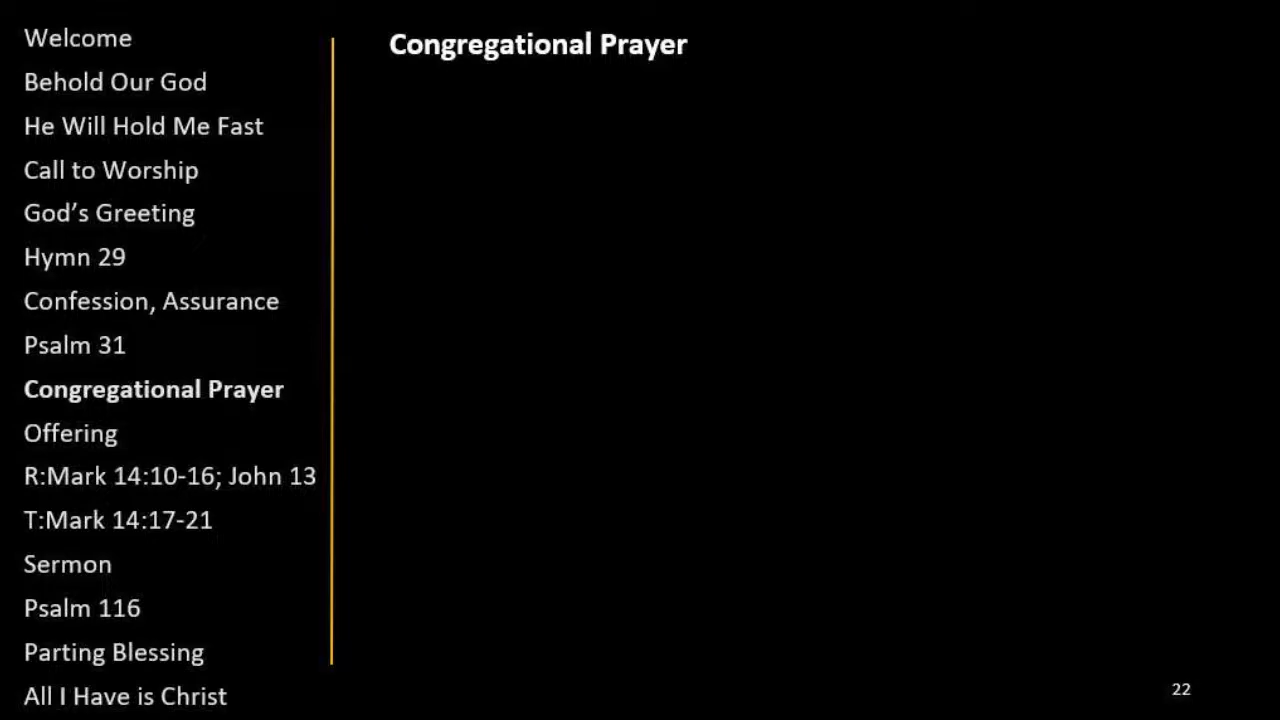 Welcome
Behold Our God
He Will Hold Me Fast
Call to Worship
God’s Greeting
Hymn 29
Confession, Assurance
Psalm 31
Congregational Prayer
Offering
R:Mark 14:10-16; John 13
T:Mark 14:17-21
Sermon
Psalm 116
Parting Blessing
All I Have is Christ
Congregational Prayer
22